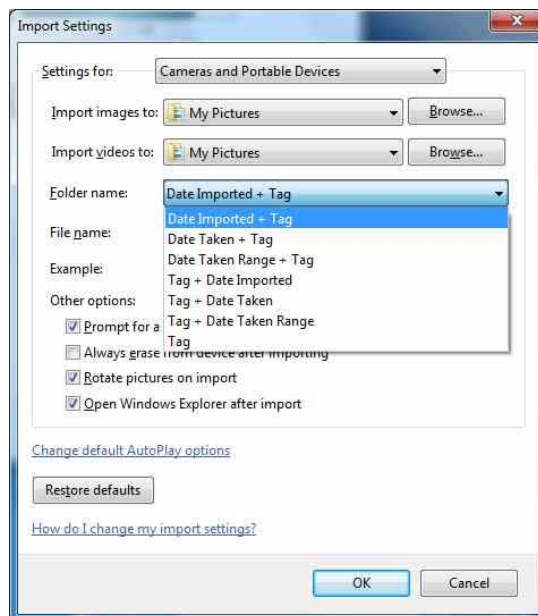 Import Settings
Settings for: Cameras and Portable Devices
Import images to: My Pictures Browse...
Import videos to: My Pictures Browse...
Folder name: Date Imported + Tag
Date Imported + Tag
File name: Date Taken + Tag
Date Taken Range + Tag
Example: Tag + Date Imported
Other options: Tag + Date Taken
Prompt for a Tag + Date Taken Range
Tag
Always erase from device after importing
Rotate pictures on import
Open Windows Explorer after import
Change default AutoPlay options
Restore defaults
How do I change my import settings?
OK Cancel